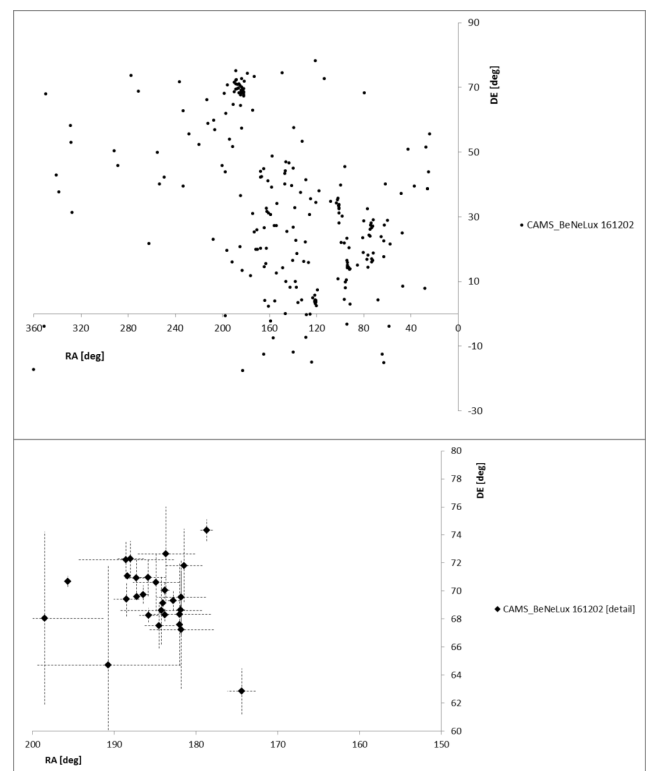 90
70
50
30
10
-10
-30
DE [deg]
360 320 280 240 200 160 120 80 40 0
RA [deg]
CAMS_BeNeLux 161202
80
78
76
74
72
70
68
66
64
62
60
DE [deg]
200 190 180 170 160 150
RA [deg]
CAMS_BeNeLux 161202 [detail]